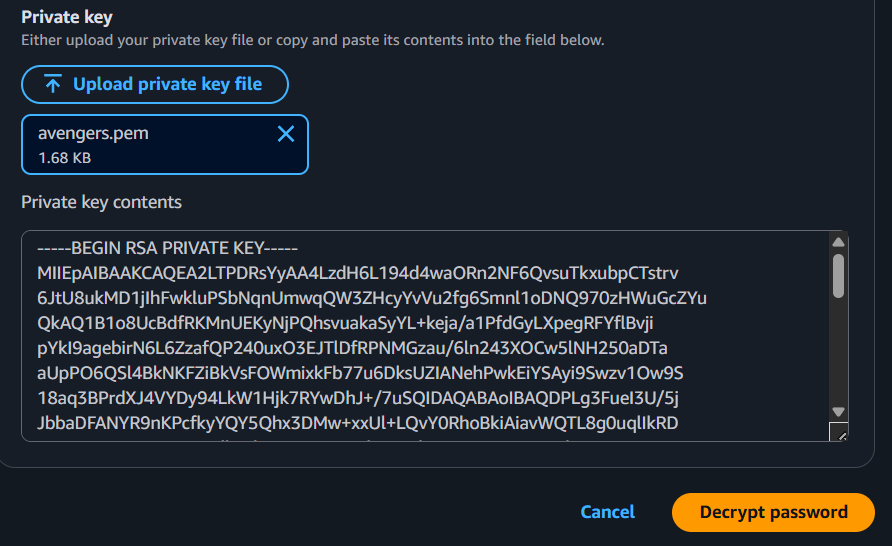 Private key
Either upload your private key file or copy and paste its contents into the field below.
Upload private key file
avengers.pem
1.68 KB
Private key contents
-----BEGIN RSA PRIVATE KEY-----
MIIEpAIBAAKCAQEA2LTPDRsYyAA4LzdH6L194d4waORn2NF6QvsuTkxubpCTstrv
6JtU8ukMD1jIhFwkluPSbNqnUmwqQW3ZHcyYvVu2fg6Smnl1oDNQ970zHWuGcZYu
QkAQ1B1o8UcBdfRKMnUEKyNjPQhsvuakaSyYL+keja/a1PfdGyLXpegRFYflBvji
pYkI9agebirN6L6ZzafQP240uxO3EJTlDfRPNMGzau/6ln243XOCw5lNH250aDTa
aUpPO6QSl4BkNKFZiBkVsFOWmixkFb77u6DksUZIANehPwkEiYSAyi9Swzv1Ow9S
18aq3BPrdXJ4VYDy94LkW1Hjk7RYwDhJ+/7uSQIDAQABAoIBAQDPLg3FueI3U/5j
JbbaDFANYR9nKPcfkyYQY5Qhx3DMw+xxUl+LQvY0RhoBkiAiavWQTL8g0uqlIkRD
Cancel
Decrypt password